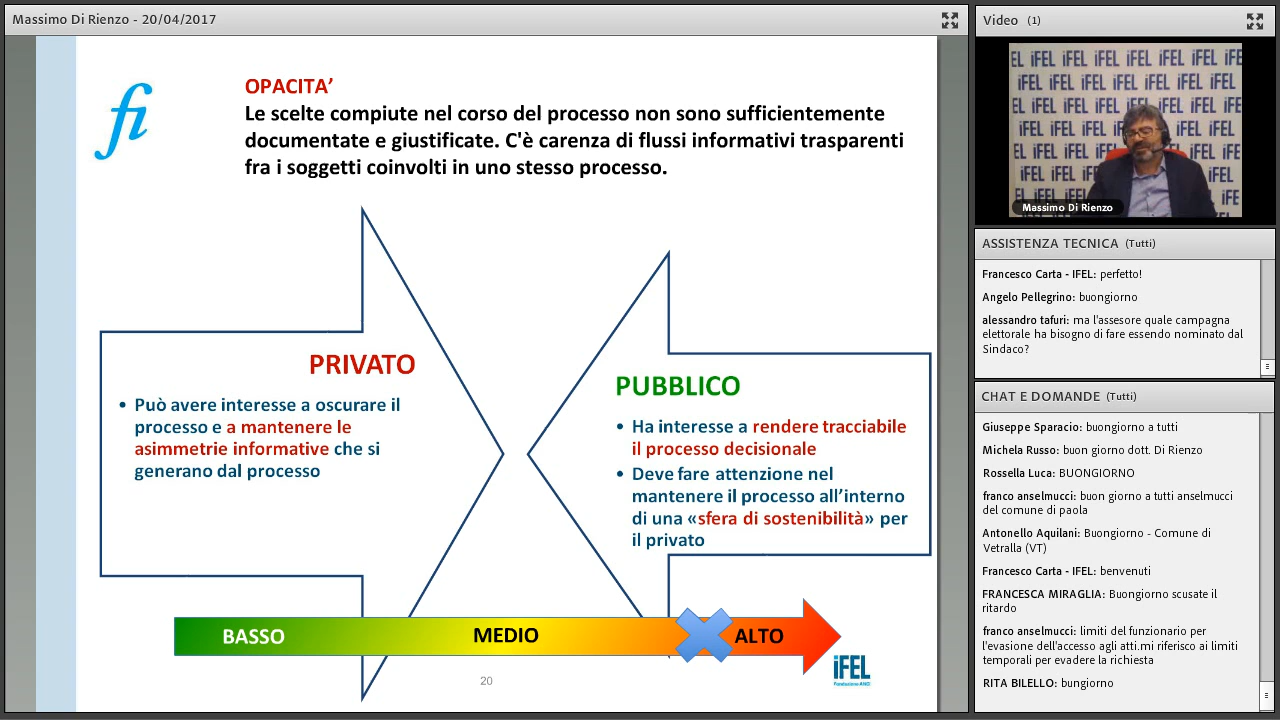 Massimo Di Rienzo - 20/04/2017
fi
OPACITA’
Le scelte compiute nel corso del processo non sono sufficientemente
documentate e giustificate. C'è carenza di flussi informativi trasparenti
fra i soggetti coinvolti in uno stesso processo.
PRIVATO
• Può avere interesse a oscurare il
processo e a mantenere le
asimmetrie informative che si
generano dal processo
PUBBLICO
• Ha interesse a rendere tracciabile
il processo decisionale
• Deve fare attenzione nel
mantenere il processo all’interno
di una «sfera di sostenibilità» per
il privato
BASSO
MEDIO
ALTO
20
iFEL
Fondazione ANCI
Video (1)
iFEL
Massimo Di Rienzo
ASSISTENZA TECNICA (Tutti)
Francesco Carta - IFEL: perfetto!
Angelo Pellegrino: buongiorno
alessandro tafuri: ma l'assesore quale campagna
elettorale ha bisogno di fare essendo nominato dal
Sindaco?
CHAT E DOMANDE (Tutti)
Giuseppe Sparacio: buongiorno a tutti
Michela Russo: buon giorno dott. Di Rienzo
Rossella Luca: BUONGIORNO
franco anselmucci: buon giorno a tutti anselmucci
del comune di paola
Antonello Aquilani: Buongiorno - Comune di
Vetralla (VT)
Francesco Carta - IFEL: benvenuti
FRANCESCA MIRAGLIA: Buongiorno scusate il
ritardo
franco anselmucci: limiti del funzionario per
l'evasione dell'accesso agli atti.mi riferisco ai limiti
temporali per evadere la richiesta
RITA BILELLO: bungiorno